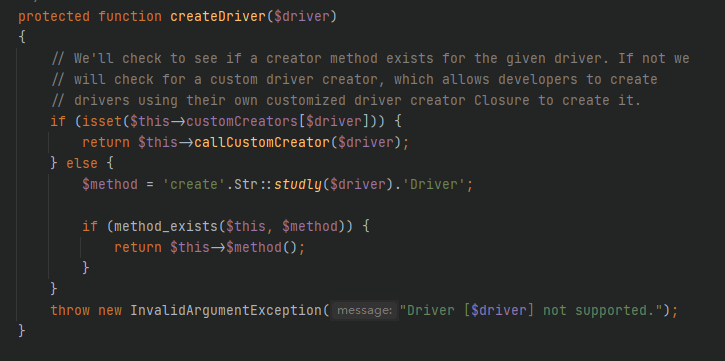 protected function createDriver($driver)
{
    // We'll check to see if a creator method exists for the given driver. If not we
    // will check for a custom driver creator, which allows developers to create
    // drivers using their own customized driver creator Closure to create it.
    if (isset($this->customCreators[$driver])) {
        return $this->callCustomCreator($driver);
    } else {
        $method = 'create'.Str::studly($driver).'Driver';

        if (method_exists($this, $method)) {
            return $this->$method();
        }
    }
    throw new InvalidArgumentException( message: "Driver [$driver] not supported.");
}